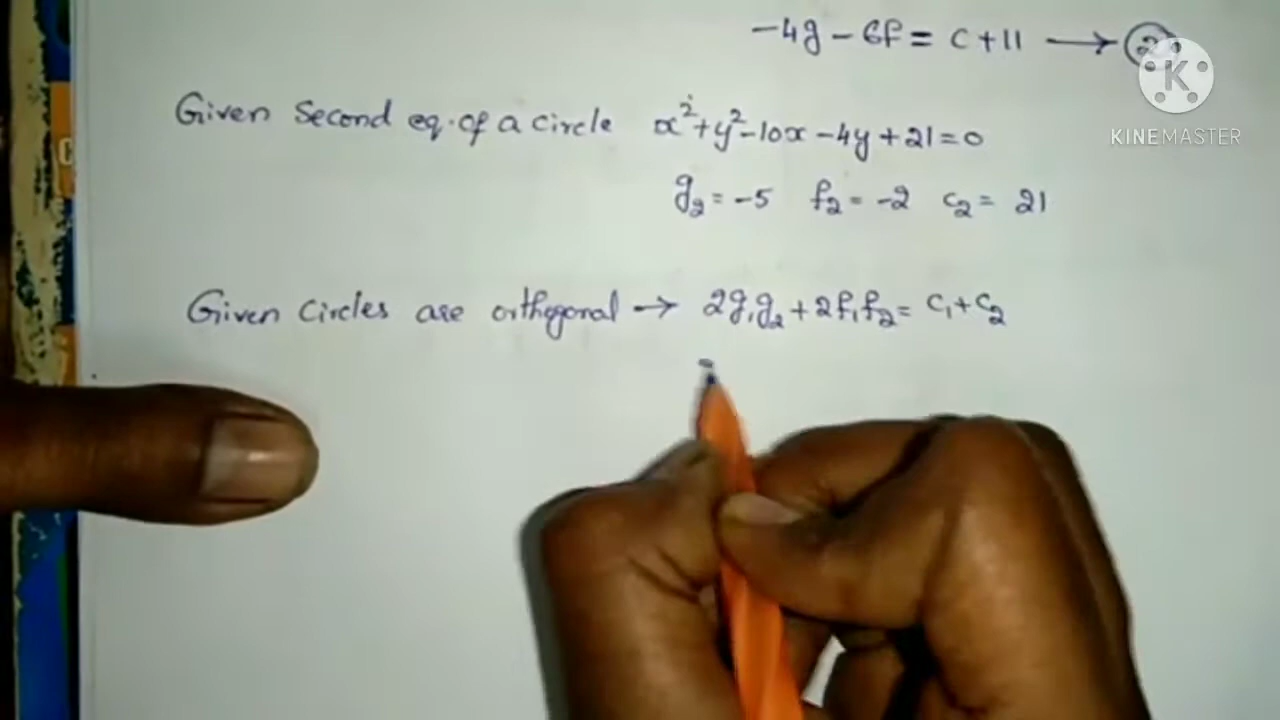 -4g - 6f = c + 11 → 2
K
KINEMASTER
Given second eq. of a circle x²+y²-10x-4y+21=0
g₂ = -5 f₂ = -2 c₂ = 21
Given circles are orthogonal → 2g₁g₂ + 2f₁f₂ = c₁+c₂